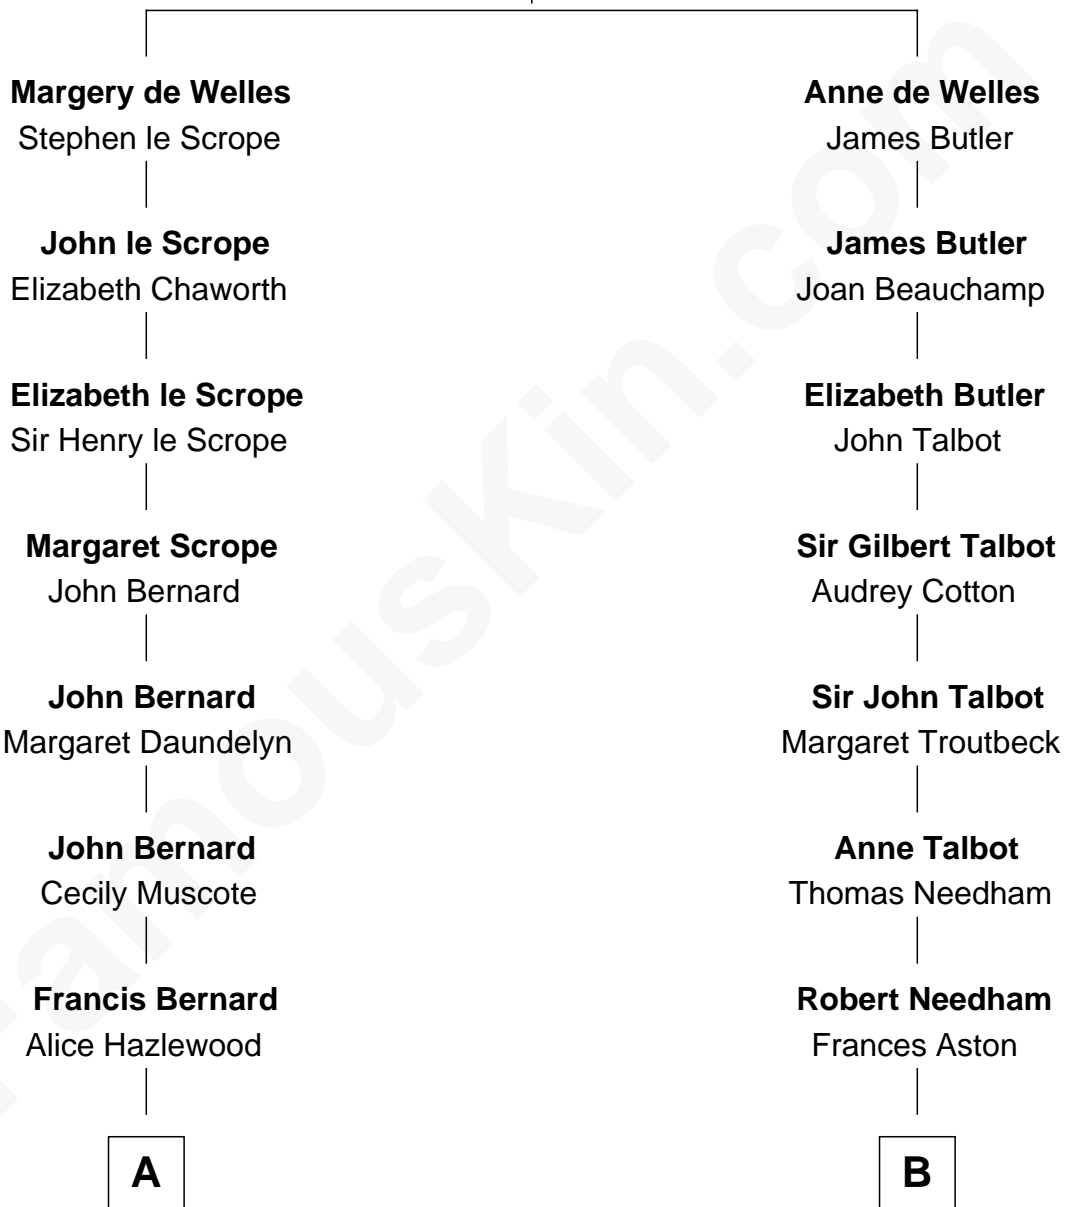 Margery de Welles
Stephen le Scrope
Anne de Welles
James Butler
John le Scrope
Elizabeth Chaworth
James Butler
Joan Beauchamp
Elizabeth le Scrope
Sir Henry le Scrope
Elizabeth Butler
John Talbot
Margaret Scrope
John Bernard
Sir Gilbert Talbot
Audrey Cotton
John Bernard
Margaret Daundelyn
Sir John Talbot
Margaret Troutbeck
John Bernard
Cecily Muscote
Anne Talbot
Thomas Needham
Francis Bernard
Alice Hazlewood
Robert Needham
Frances Aston
A
B
FamousKin.com